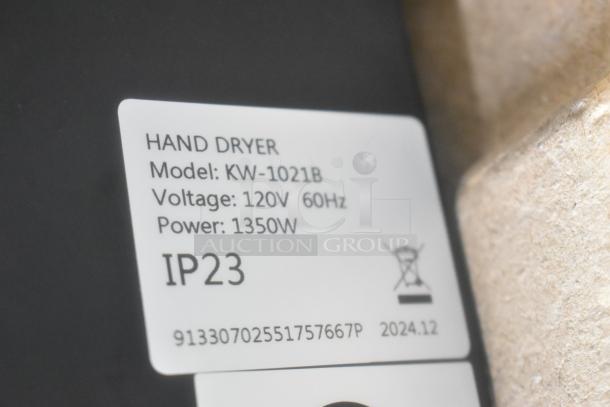 HAND DRYER
Model: KW-1021B
Voltage: 120V 60Hz
Power: 1350W
AUCTION GROUP
IP23
91330702551757667P 2024.12